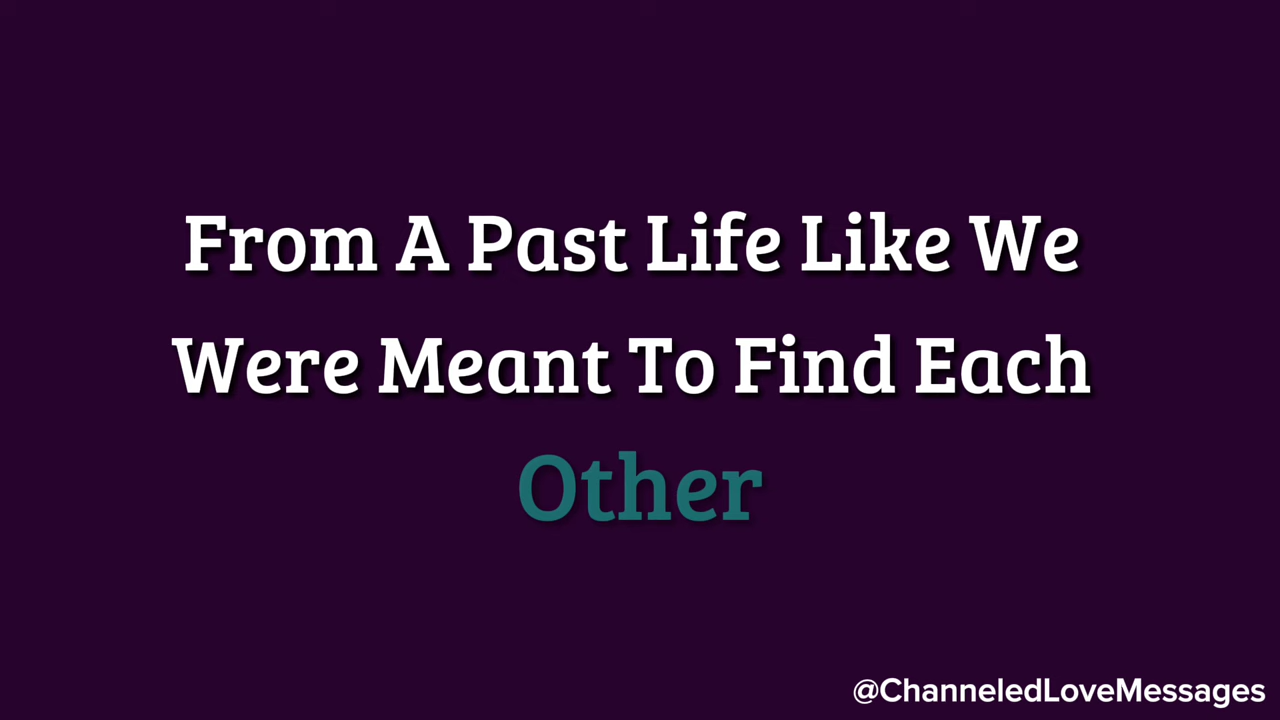 From A Past Life Like We
Were Meant To Find Each
Other
@ChanneledLoveMessages